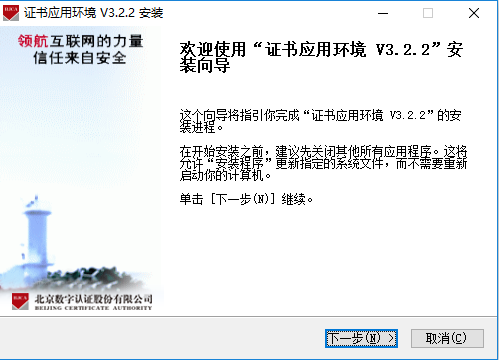 证书应用环境 V3.2.2 安装
领航互联网的力量
信任来自安全
欢迎使用“证书应用环境 V3.2.2”安
装向导
这个向导将指引你完成“证书应用环境 V3.2.2”的安
装进程。
在开始安装之前，建议先关闭其他所有应用程序。这将
允许“安装程序”更新指定的系统文件，而不需要重新
启动你的计算机。
单击 [下一步(N)] 继续。
BJCA
北京数字认证股份有限公司
BEIJING CERTIFICATE AUTHORITY
下一步(N) >
取消(C)